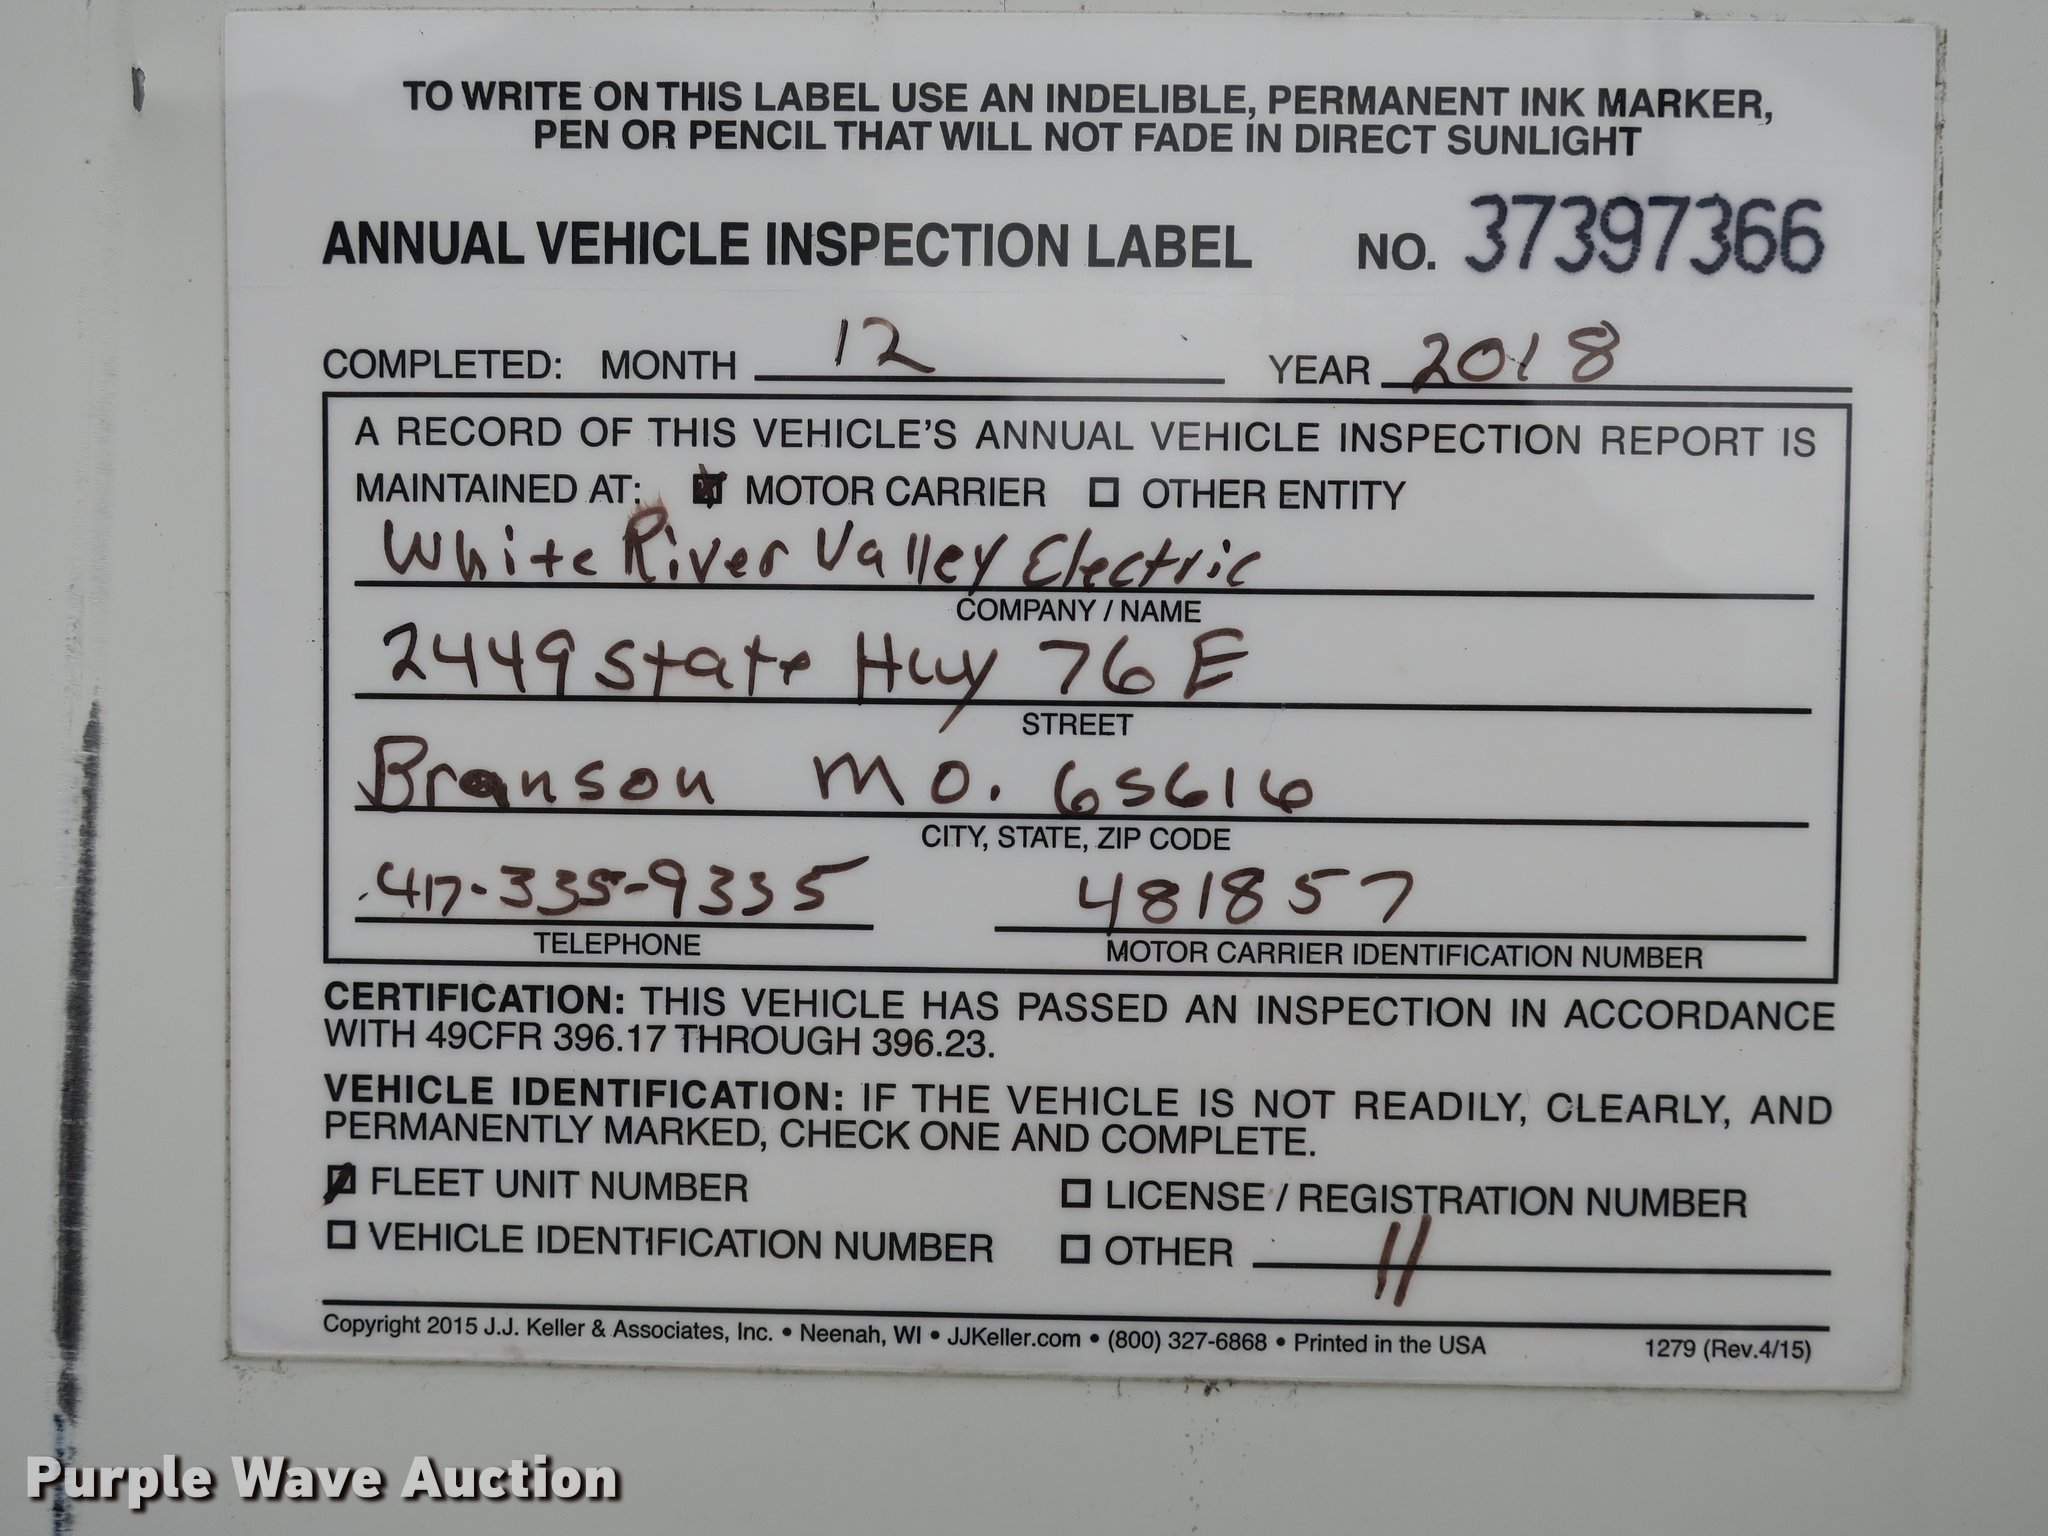 TO WRITE ON THIS LABEL USE AN INDELIBLE, PERMANENT INK MARKER,
PEN OR PENCIL THAT WILL NOT FADE IN DIRECT SUNLIGHT
ANNUAL VEHICLE INSPECTION LABEL NO. 37397366
COMPLETED: MONTH 12 YEAR 2018
A RECORD OF THIS VEHICLE'S ANNUAL VEHICLE INSPECTION REPORT IS
MAINTAINED AT: MOTOR CARRIER OTHER ENTITY
White River Valley Electric
COMPANY / NAME
2449 State Hwy 76 E
STREET
Branson MO. 65616
CITY, STATE, ZIP CODE
417-335-9335 481857
TELEPHONE MOTOR CARRIER IDENTIFICATION NUMBER
CERTIFICATION: THIS VEHICLE HAS PASSED AN INSPECTION IN ACCORDANCE
WITH 49CFR 396.17 THROUGH 396.23.
VEHICLE IDENTIFICATION: IF THE VEHICLE IS NOT READILY, CLEARLY, AND
PERMANENTLY MARKED, CHECK ONE AND COMPLETE.
FLEET UNIT NUMBER LICENSE / REGISTRATION NUMBER
VEHICLE IDENTIFICATION NUMBER OTHER 11
Copyright 2015 J.J. Keller & Associates, Inc. • Neenah, WI • JJKeller.com • (800) 327-6868 • Printed in the USA 1279 (Rev.4/15)
Purple Wave Auction